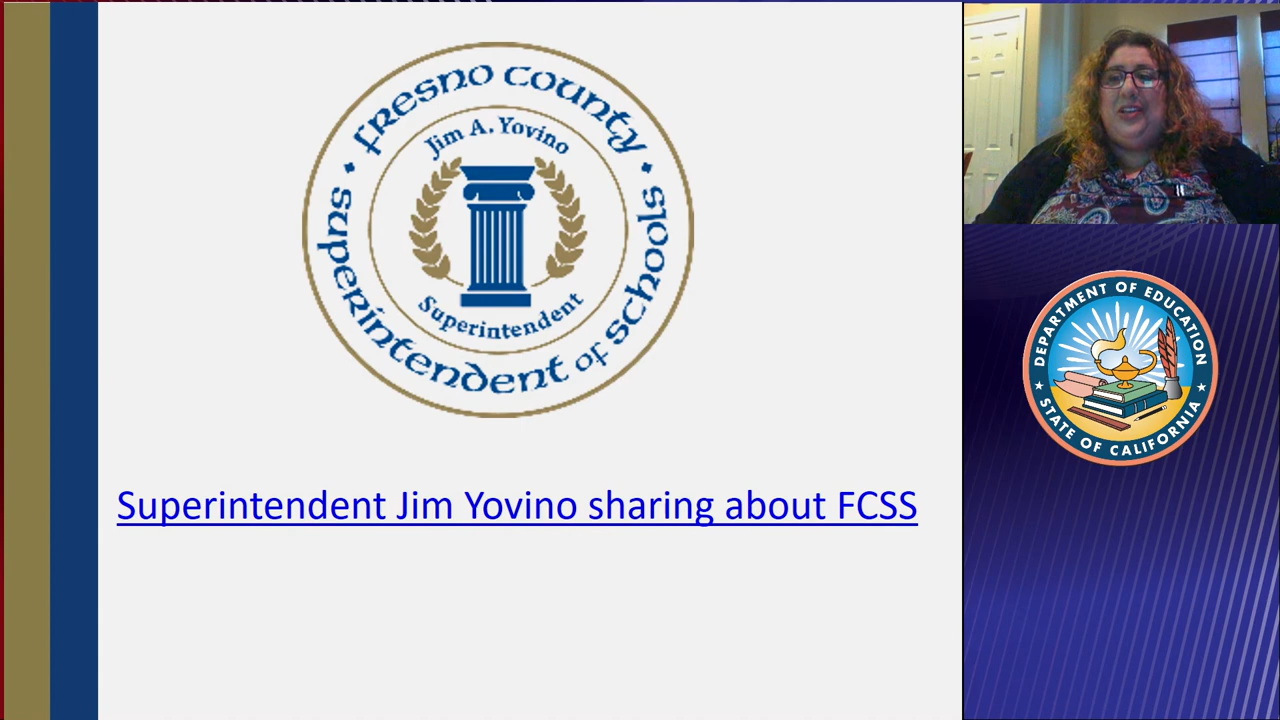 fresno county
superintendent of schools
Jim A. Yovino
Superintendent
Superintendent Jim Yovino sharing about FCSS
DEPARTMENT OF EDUCATION
STATE OF CALIFORNIA